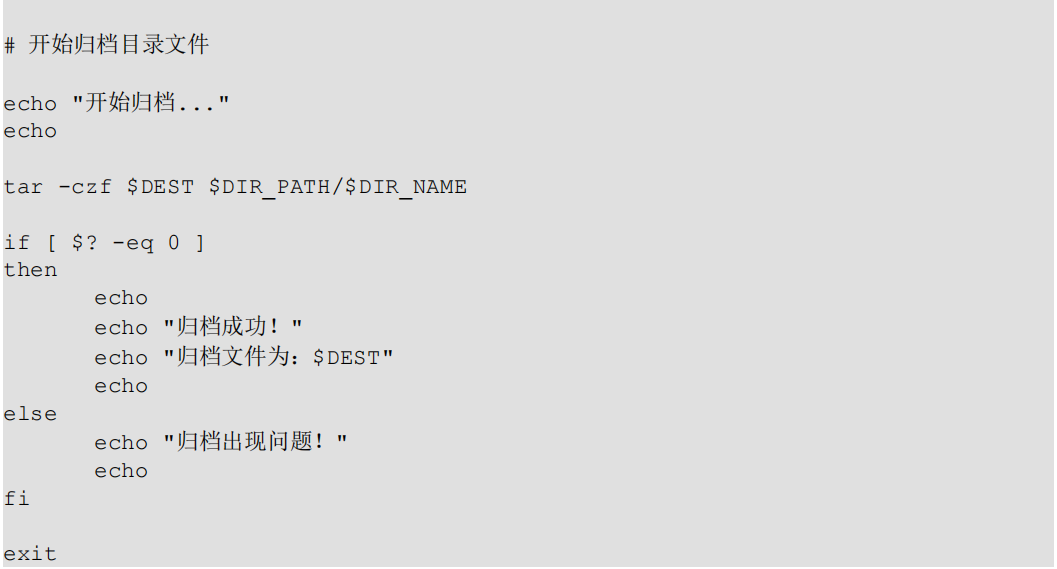 # 开始归档目录文件
echo "开始归档..."
echo
tar -czf $DEST $DIR_PATH/$DIR_NAME
if [ $? -eq 0 ]
then
echo
echo "归档成功！"
echo "归档文件为：$DEST"
echo
else
echo "归档出现问题！"
echo
fi
exit